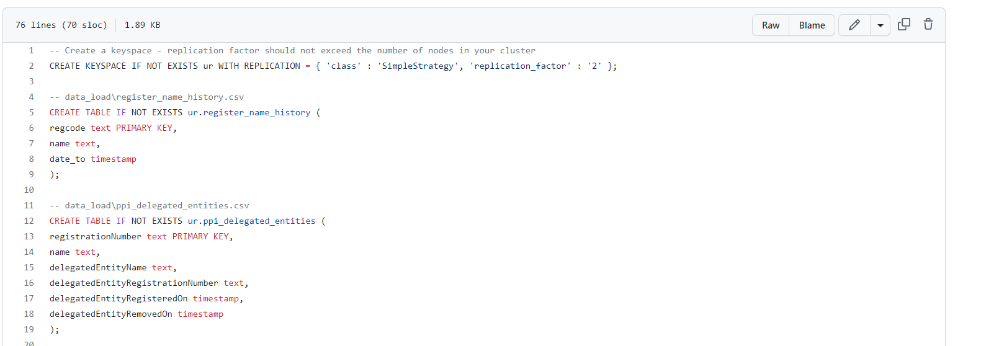 76 lines (70 sloc) 1.89 KB Raw Blame
1 -- Create a keyspace - replication factor should not exceed the number of nodes in your cluster
2 CREATE KEYSPACE IF NOT EXISTS ur WITH REPLICATION = { 'class' : 'SimpleStrategy', 'replication_factor' : '2' };
3
4 -- data_load\register_name_history.csv
5 CREATE TABLE IF NOT EXISTS ur.register_name_history (
6 regcode text PRIMARY KEY,
7 name text,
8 date_to timestamp
9 );
10
11 -- data_load\ppi_delegated_entities.csv
12 CREATE TABLE IF NOT EXISTS ur.ppi_delegated_entities (
13 registrationNumber text PRIMARY KEY,
14 name text,
15 delegatedEntityName text,
16 delegatedEntityRegistrationNumber text,
17 delegatedEntityRegisteredOn timestamp,
18 delegatedEntityRemovedOn timestamp
19 );
20